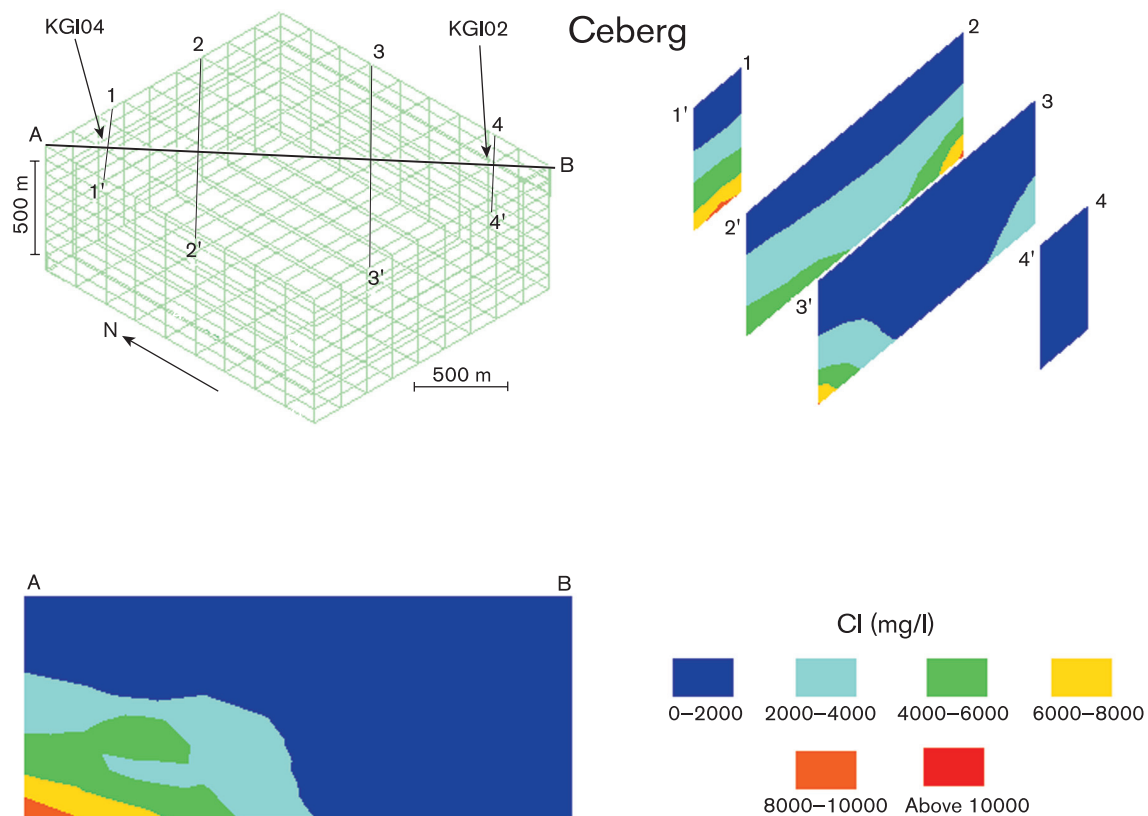 Ceberg
KGI04
KGI02
2
3
1
4
A
B
1'
4'
2'
3'
500 m
N
500 m
1
1'
2
2'
3
3'
4
4'
A
B
Cl (mg/l)
0–2000
2000–4000
4000–6000
6000–8000
8000–10000
Above 10000